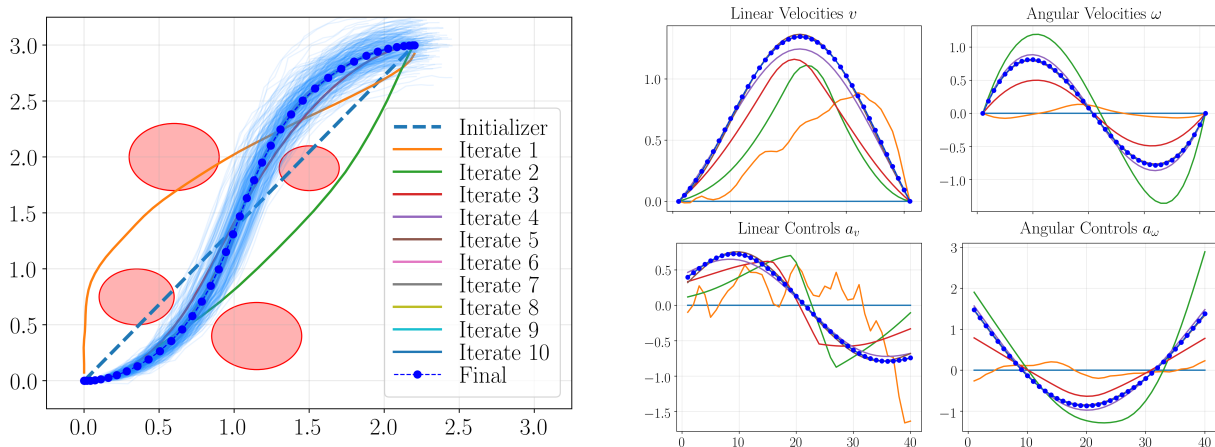 3.0
2.5
2.0
1.5
1.0
0.5
0.0
0.0 0.5 1.0 1.5 2.0 2.5 3.0
Initializer
Iterate 1
Iterate 2
Iterate 3
Iterate 4
Iterate 5
Iterate 6
Iterate 7
Iterate 8
Iterate 9
Iterate 10
Final
Linear Velocities v
1.0
0.5
0.0
Angular Velocities ω
1.0
0.5
0.0
−0.5
−1.0
Linear Controls a_v
0.5
0.0
−0.5
−1.0
−1.5
0 10 20 30 40
Angular Controls a_ω
3
2
1
0
−1
0 10 20 30 40